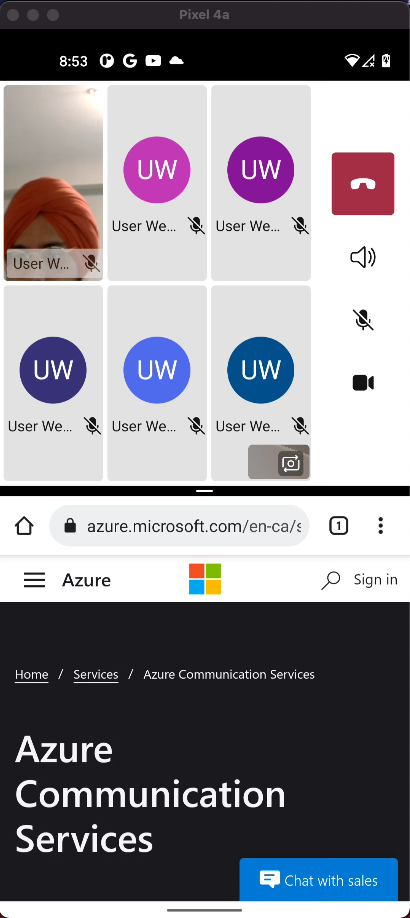 Pixel 4a
8:53
UW
UW
User W...
User We...
User We...
UW
UW
UW
User We...
User We...
User We...
azure.microsoft.com/en-ca/s
1
Azure
Sign in
Home / Services / Azure Communication Services
Azure
Communication
Services
Chat with sales